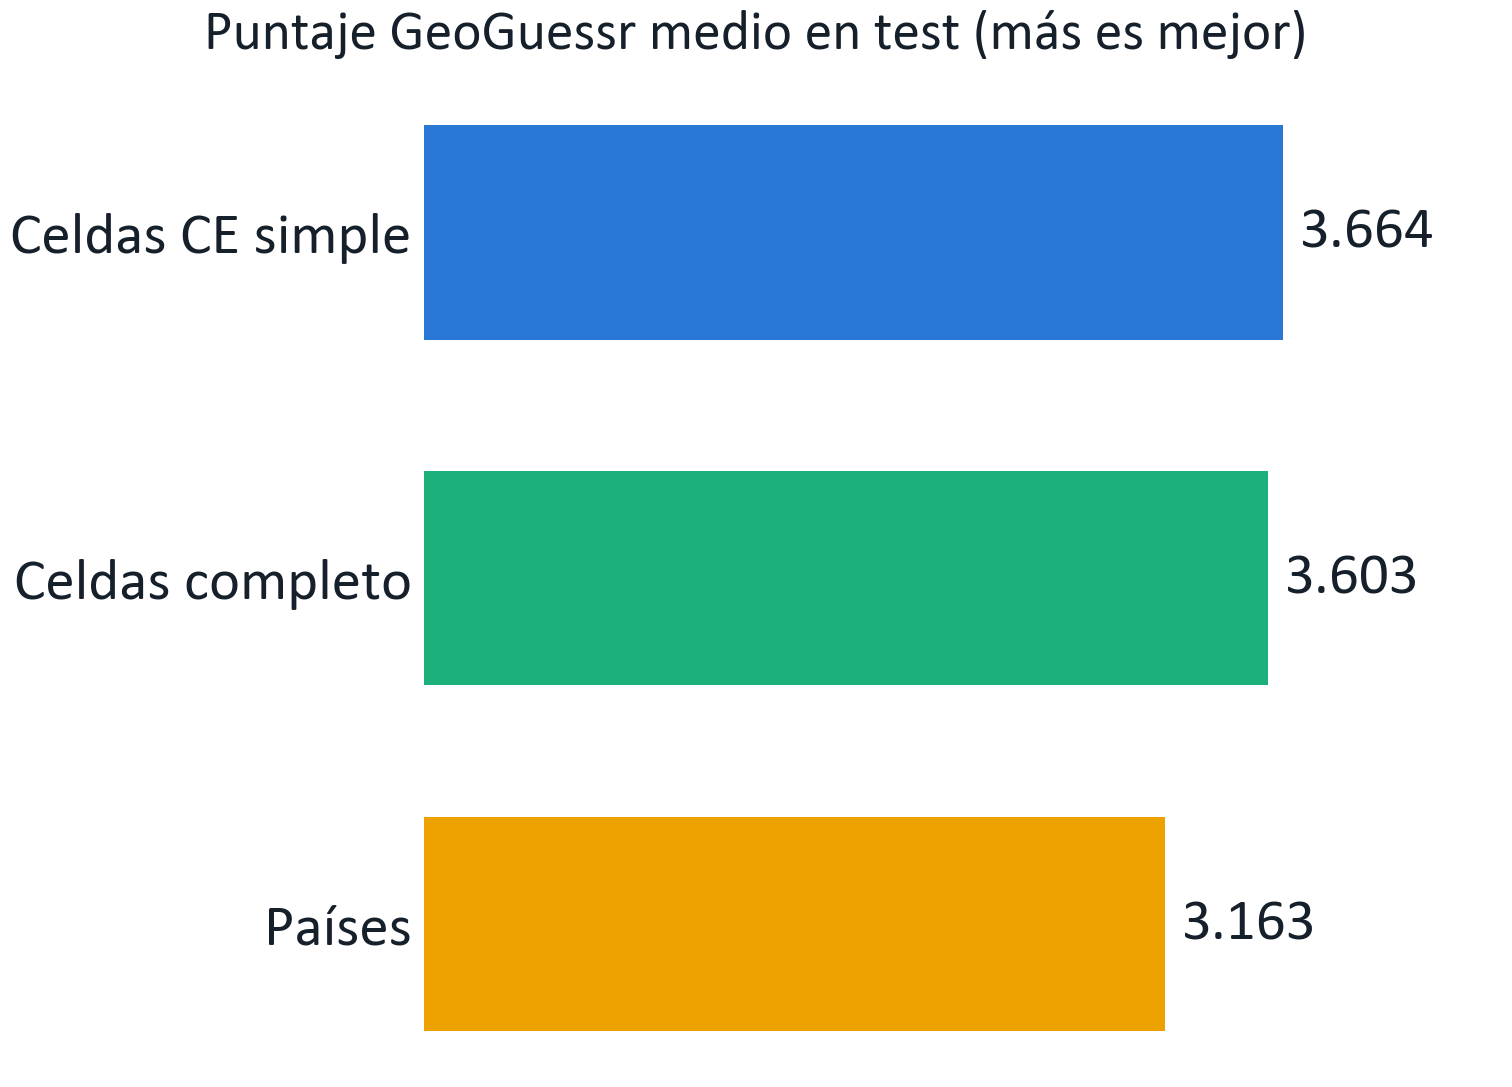 Puntaje GeoGuessr medio en test (más es mejor)
Celdas CE simple 3.664
Celdas completo 3.603
Países 3.163